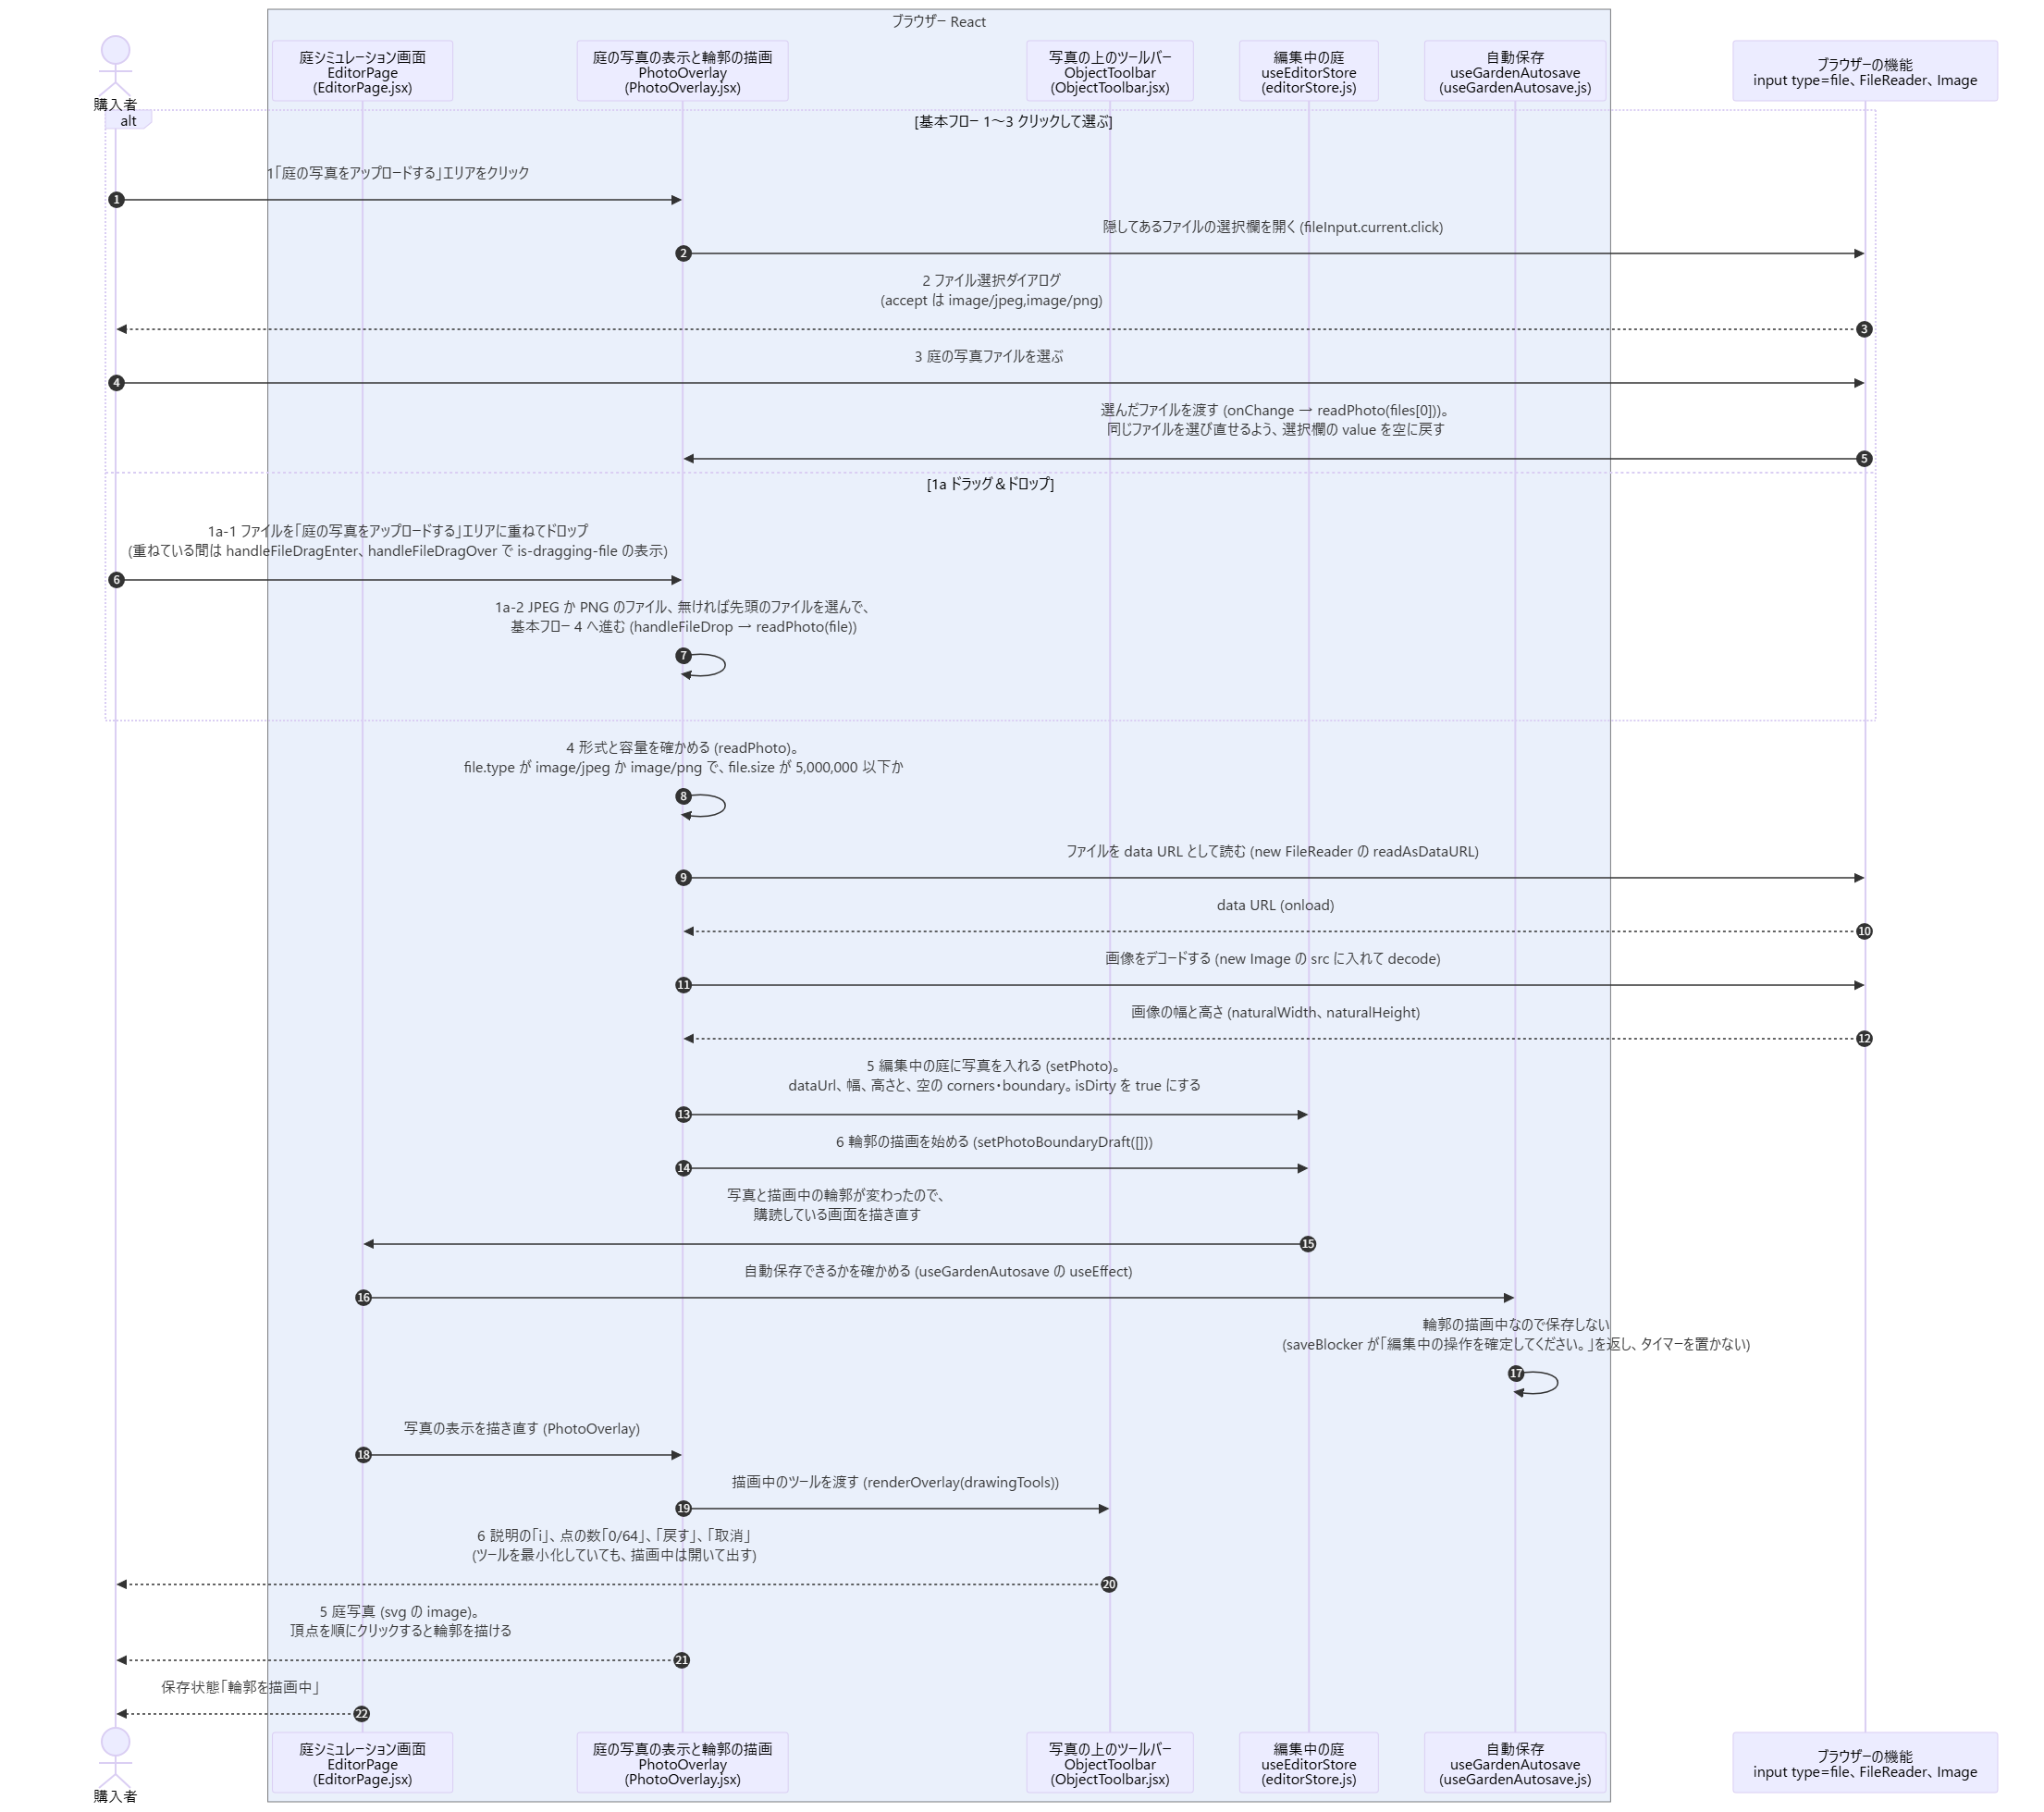 ブラウザー React
庭シミュレーション画面
EditorPage
(EditorPage.jsx)
庭の写真の表示と輪郭の描画
PhotoOverlay
(PhotoOverlay.jsx)
写真の上のツールバー
ObjectToolbar
(ObjectToolbar.jsx)
編集中の庭
useEditorStore
(editorStore.js)
自動保存
useGardenAutosave
(useGardenAutosave.js)
ブラウザーの機能
input type=file、FileReader、Image
購入者
alt
[基本フロー 1～3 クリックして選ぶ]
1「庭の写真をアップロードする」エリアをクリック
1
隠してあるファイルの選択欄を開く (fileInput.current.click)
2
2 ファイル選択ダイアログ
(accept は image/jpeg,image/png)
3
3 庭の写真ファイルを選ぶ
4
選んだファイルを渡す (onChange → readPhoto(files[0]))。
同じファイルを選び直せるよう、選択欄の value を空に戻す
5
[1a ドラッグ＆ドロップ]
1a-1 ファイルを「庭の写真をアップロードする」エリアに重ねてドロップ
(重ねている間は handleFileDragEnter、handleFileDragOver で is-dragging-file の表示)
6
1a-2 JPEG か PNG のファイル、無ければ先頭のファイルを選んで、
基本フロー 4 へ進む (handleFileDrop → readPhoto(file))
7
4 形式と容量を確かめる (readPhoto)。
file.type が image/jpeg か image/png で、file.size が 5,000,000 以下か
8
ファイルを data URL として読む (new FileReader の readAsDataURL)
9
data URL (onload)
10
画像をデコードする (new Image の src に入れて decode)
11
画像の幅と高さ (naturalWidth、naturalHeight)
12
5 編集中の庭に写真を入れる (setPhoto)。
dataUrl、幅、高さと、空の corners・boundary。isDirty を true にする
13
6 輪郭の描画を始める (setPhotoBoundaryDraft([]))
14
写真と描画中の輪郭が変わったので、
購読している画面を描き直す
15
自動保存できるかを確かめる (useGardenAutosave の useEffect)
16
輪郭の描画中なので保存しない
(saveBlocker が「編集中の操作を確定してください。」を返し、タイマーを置かない)
17
写真の表示を描き直す (PhotoOverlay)
18
描画中のツールを渡す (renderOverlay(drawingTools))
19
6 説明の「i」、点の数「0/64」、「戻す」、「取消」
(ツールを最小化していても、描画中は開いて出す)
20
5 庭写真 (svg の image)。
頂点を順にクリックすると輪郭を描ける
21
保存状態「輪郭を描画中」
22
庭シミュレーション画面
EditorPage
(EditorPage.jsx)
庭の写真の表示と輪郭の描画
PhotoOverlay
(PhotoOverlay.jsx)
写真の上のツールバー
ObjectToolbar
(ObjectToolbar.jsx)
編集中の庭
useEditorStore
(editorStore.js)
自動保存
useGardenAutosave
(useGardenAutosave.js)
ブラウザーの機能
input type=file、FileReader、Image
購入者